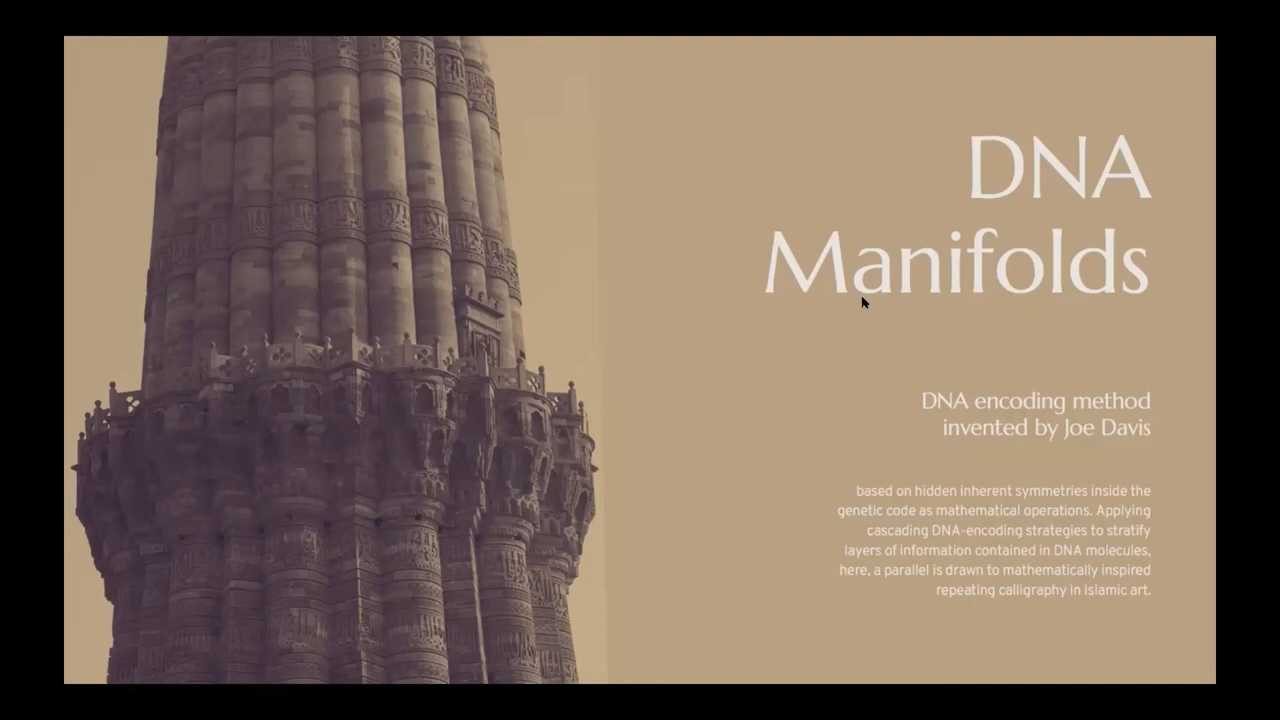 DNA
Manifolds
DNA encoding method
invented by Joe Davis
based on hidden inherent symmetries inside the
genetic code as mathematical operations. Applying
cascading DNA-encoding strategies to stratify
layers of information contained in DNA molecules,
here, a parallel is drawn to mathematically inspired
repeating calligraphy in Islamic art.